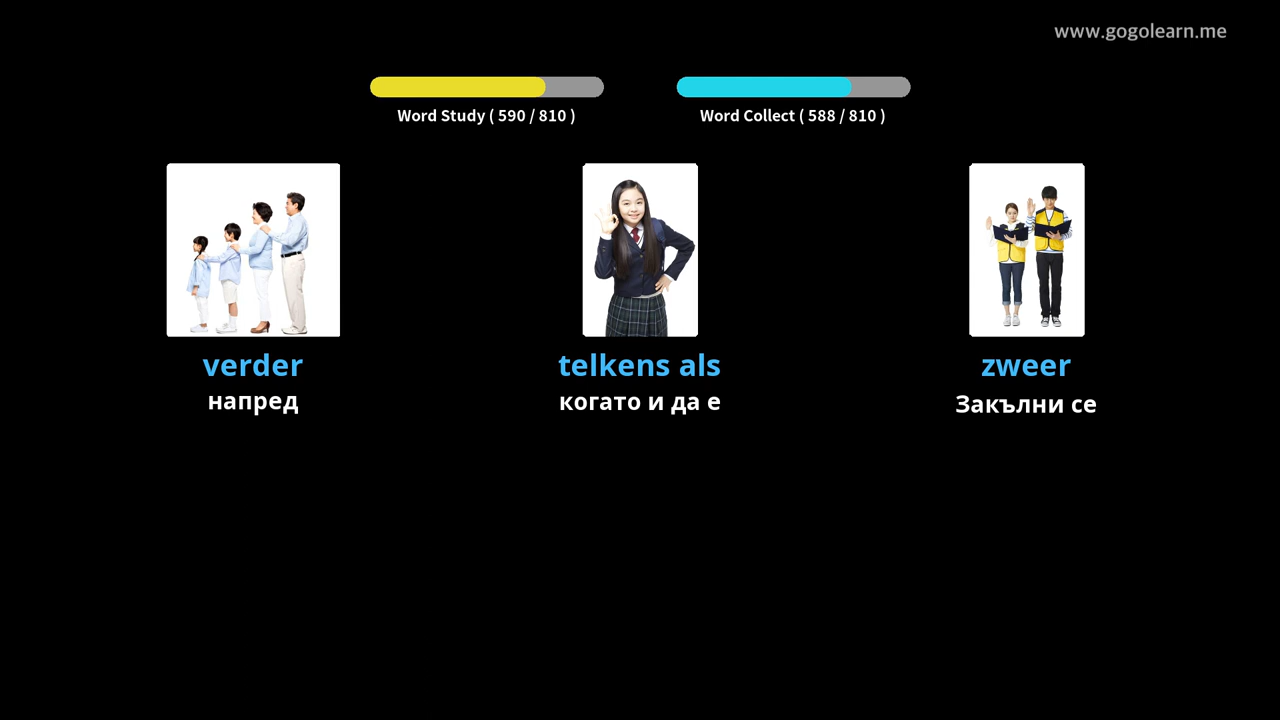 www.gogolearn.me
Word Study ( 590 / 810 )
Word Collect ( 588 / 810 )
verder
telkens als
zweer
напред
когато и да е
Закълни се